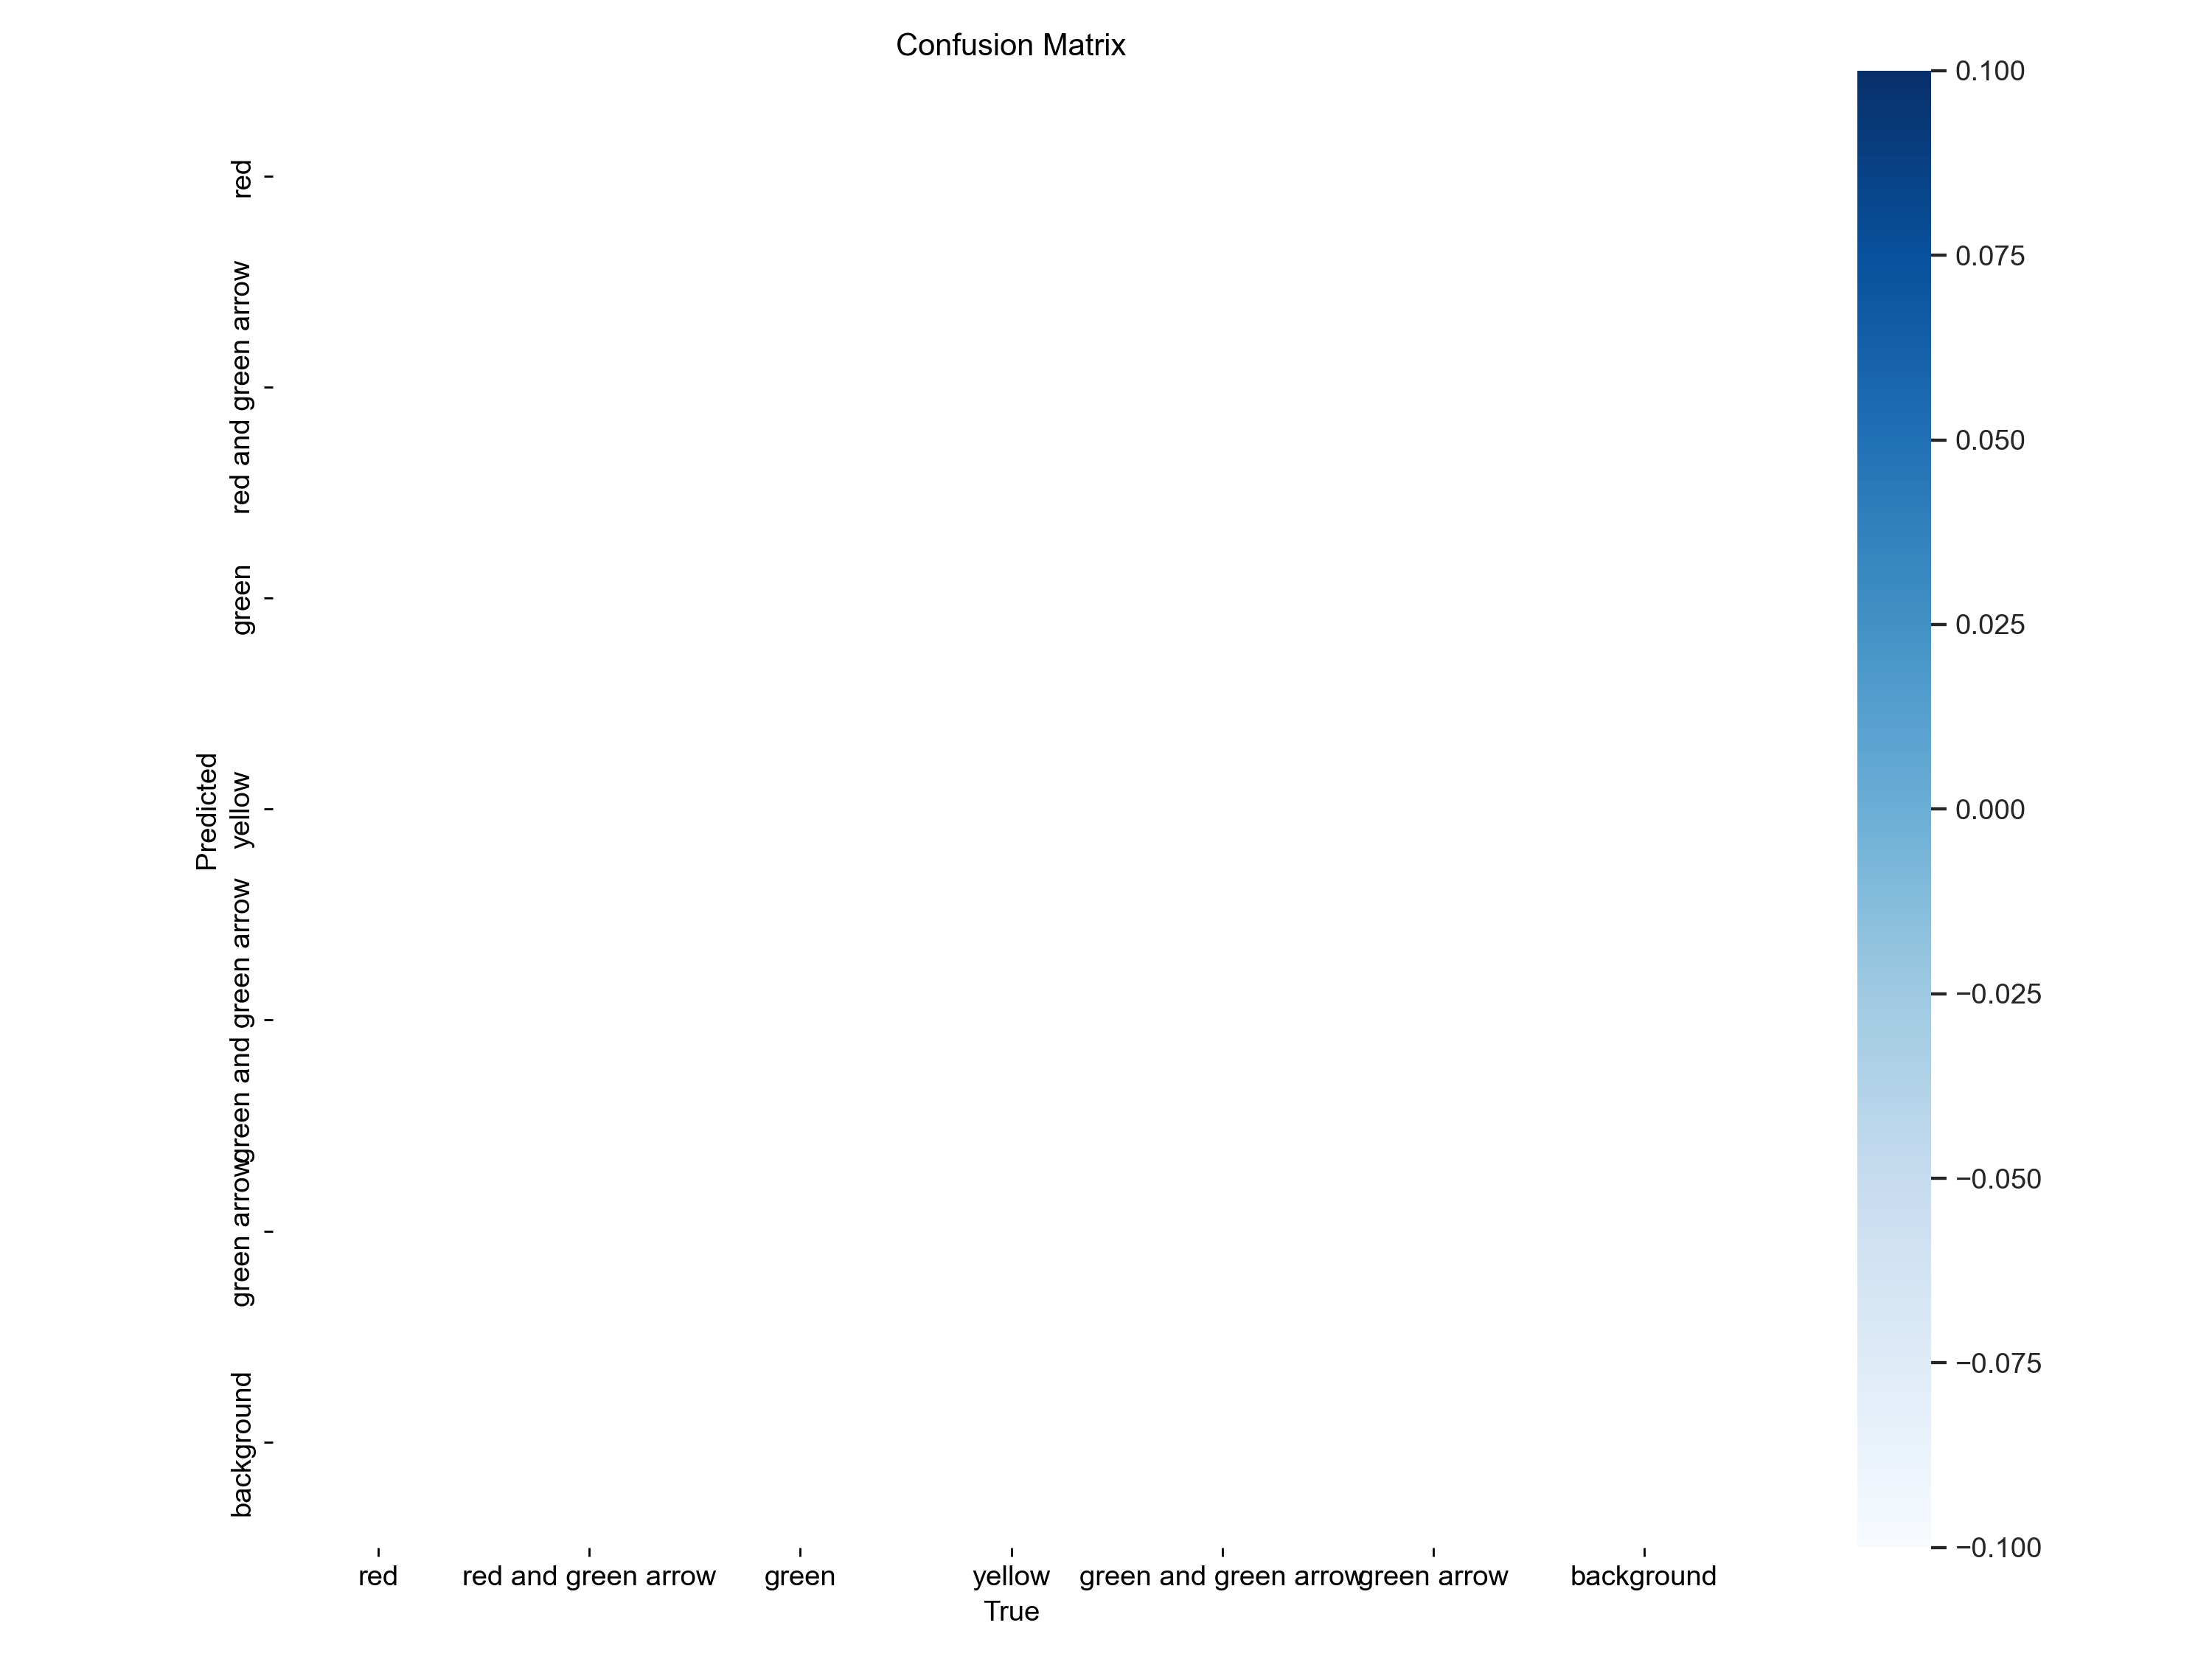 Confusion Matrix
red
red and green arrow
green
yellow
green and green arrow
green arrow
background
Predicted
red
red and green arrow
green
yellow
green and green arrow
green arrow
background
True
0.100
0.075
0.050
0.025
0.000
−0.025
−0.050
−0.075
−0.100